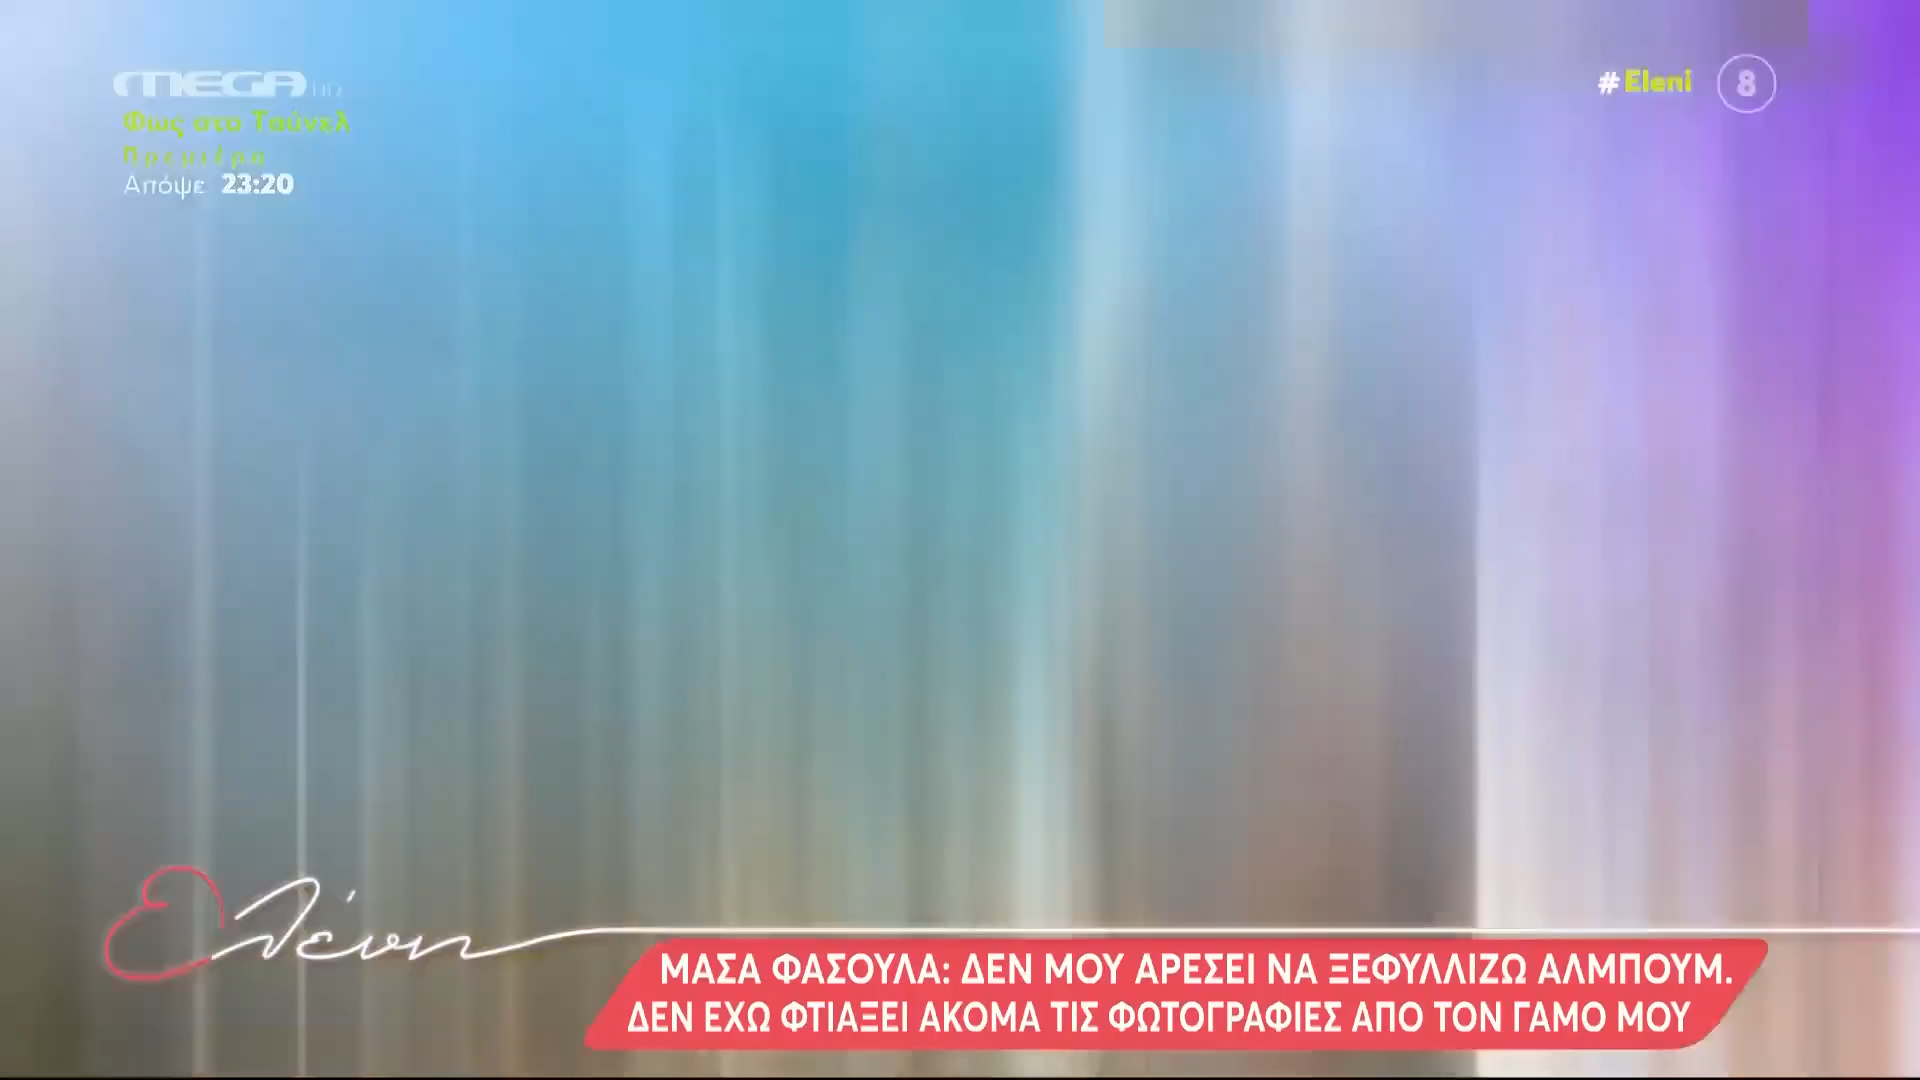 MEGA HD
Φως στο Τούνελ
Πρεμιέρα
Απόψε 23:20
#Eleni 8
Ελένη
ΜΑΣΑ ΦΑΣΟΥΛΑ: ΔΕΝ ΜΟΥ ΑΡΕΣΕΙ ΝΑ ΞΕΦΥΛΛΙΖΩ ΑΛΜΠΟΥΜ.
ΔΕΝ ΕΧΩ ΦΤΙΑΞΕΙ ΑΚΟΜΑ ΤΙΣ ΦΩΤΟΓΡΑΦΙΕΣ ΑΠΟ ΤΟΝ ΓΑΜΟ ΜΟΥ